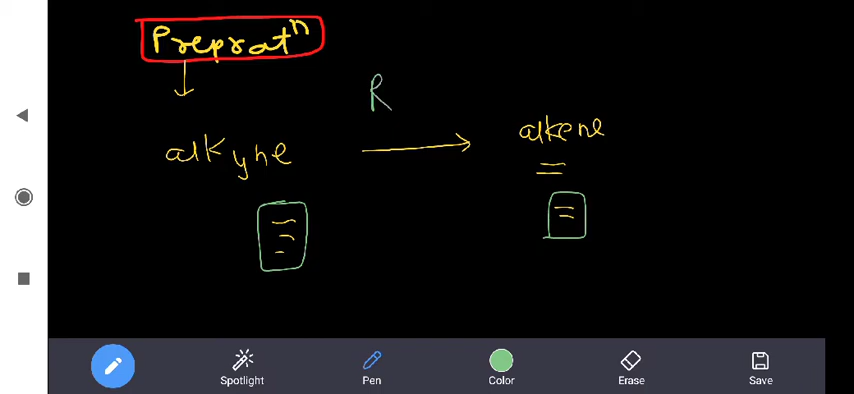 Prepratⁿ
R
alkyne
alkene
Spotlight
Pen
Color
Erase
Save